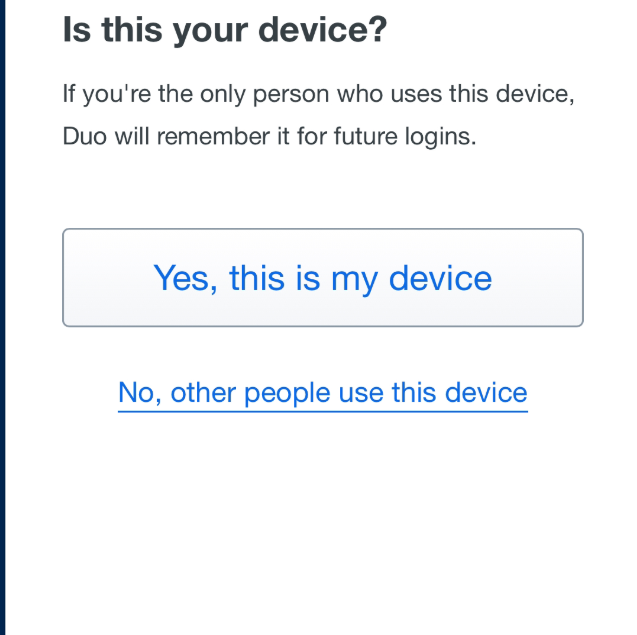 Is this your device?
If you're the only person who uses this device,
Duo will remember it for future logins.
Yes, this is my device
No, other people use this device